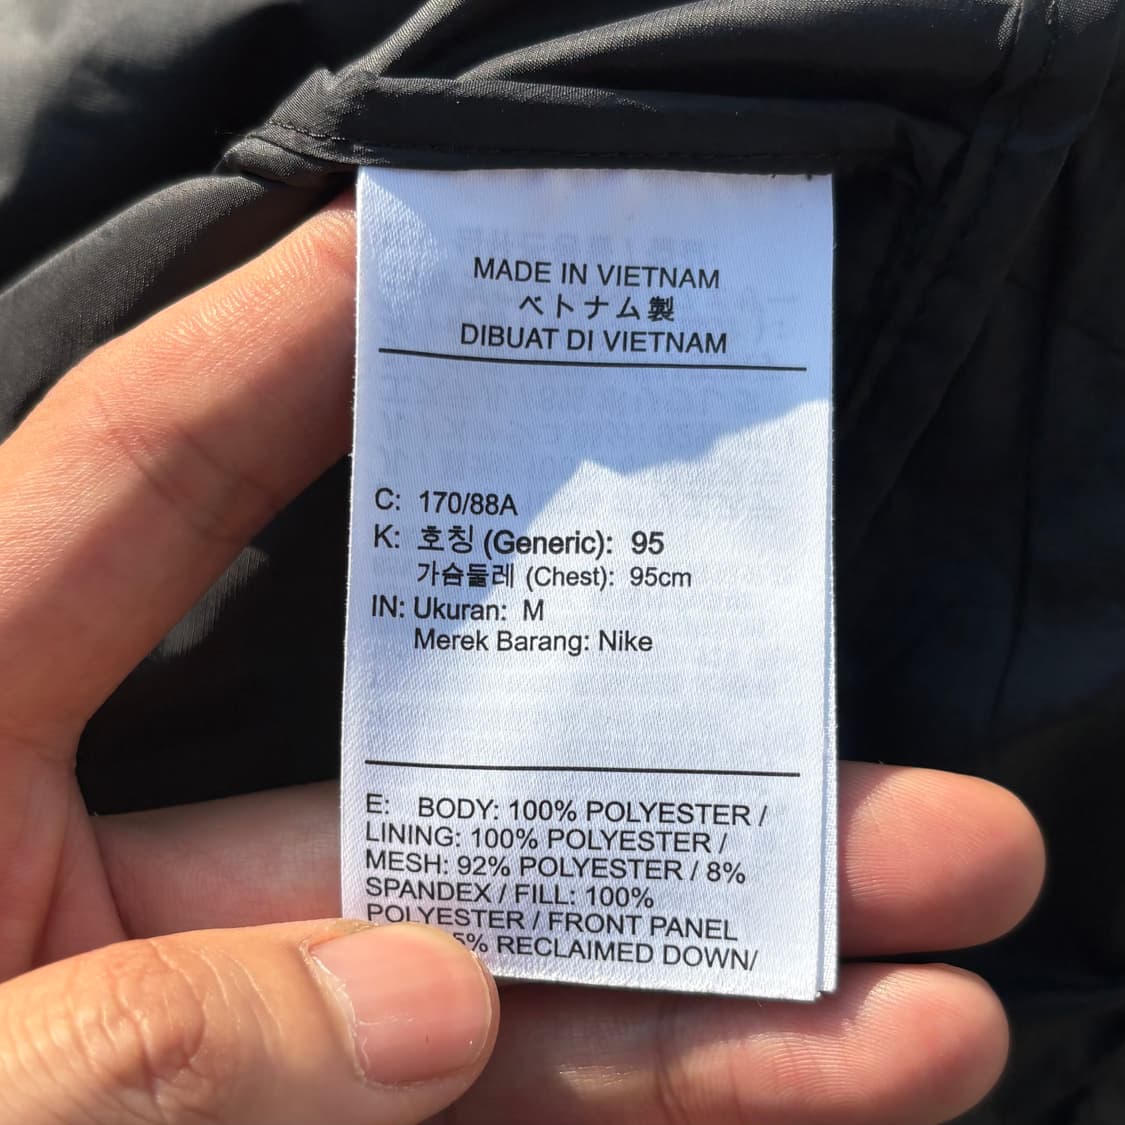 MADE IN VIETNAM
ベトナム製
DIBUAT DI VIETNAM
C: 170/88A
K: 호칭 (Generic): 95
가슴둘레 (Chest): 95cm
IN: Ukuran: M
Merek Barang: Nike
E: BODY: 100% POLYESTER /
LINING: 100% POLYESTER /
MESH: 92% POLYESTER / 8%
SPANDEX / FILL: 100%
POLYESTER / FRONT PANEL
5% RECLAIMED DOWN/